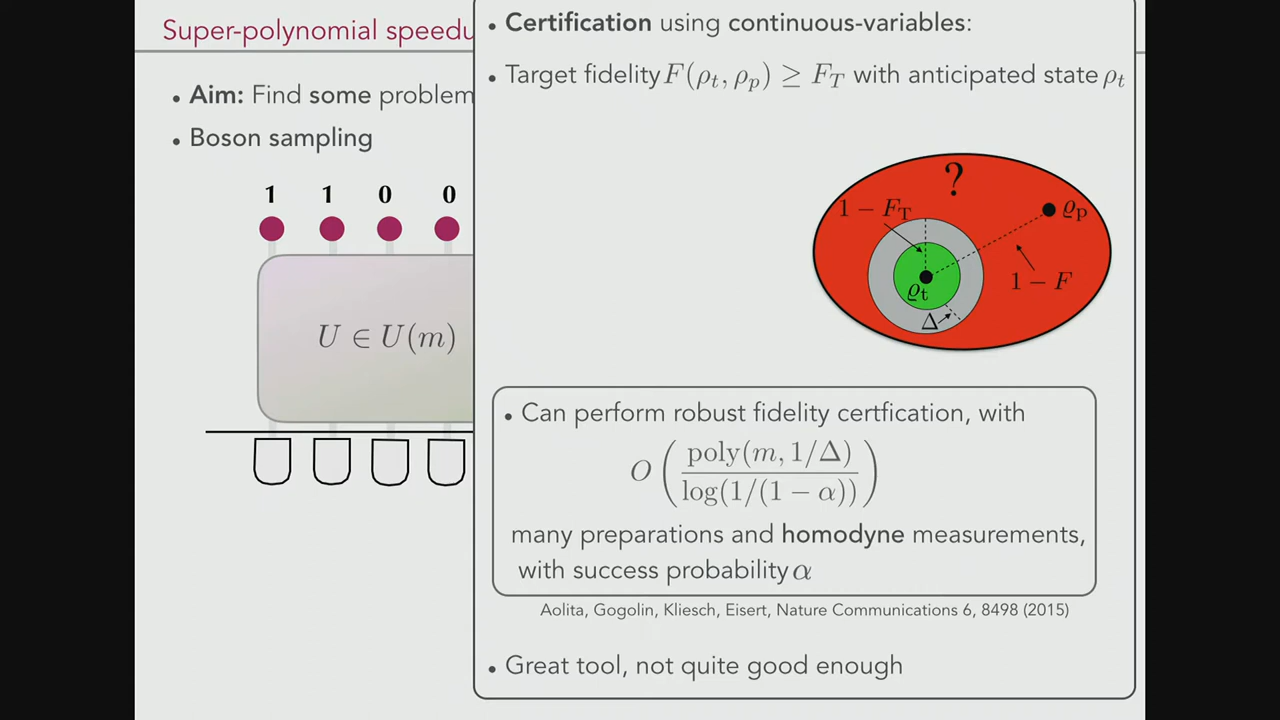 Super-polynomial speedu
• Aim: Find some problem
• Boson sampling
1 1 0 0
U ∈ U(m)
• Certification using continuous-variables:
• Target fidelity F(ρt, ρp) ≥ FT with anticipated state ρt
?
1 − FT
ϱp
1 − F
ϱt
Δ
• Can perform robust fidelity certfication, with
O ( poly(m, 1/Δ) / log(1/(1 − α)) )
many preparations and homodyne measurements,
with success probability α
Aolita, Gogolin, Kliesch, Eisert, Nature Communications 6, 8498 (2015)
• Great tool, not quite good enough